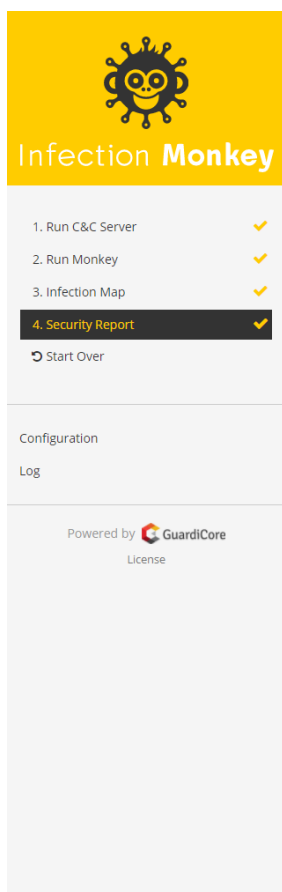 Infection Monkey
1. Run C&C Server
2. Run Monkey
3. Infection Map
4. Security Report
Start Over
Configuration
Log
Powered by GuardiCore
License